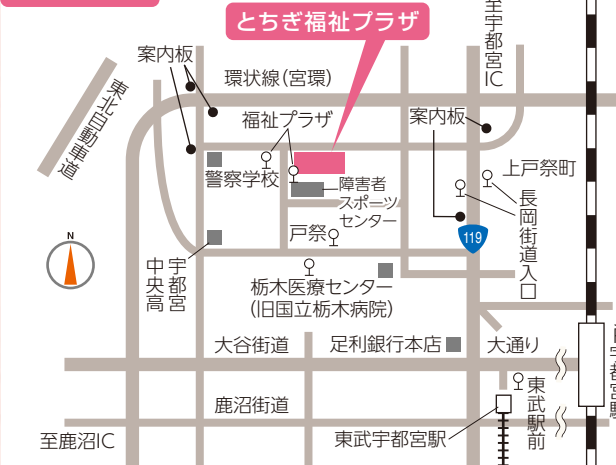 とちぎ福祉プラザ
至宇都宮IC
案内板
環状線(宮環)
東北自動車道
福祉プラザ
案内板
上戸祭町
警察学校
障害者
スポーツ
センター
長岡街道入口
戸祭
119
N
宇都宮
中央高
栃木医療センター
(旧国立栃木病院)
大谷街道
足利銀行本店
大通り
鹿沼街道
東武駅前
至鹿沼IC
東武宇都宮駅